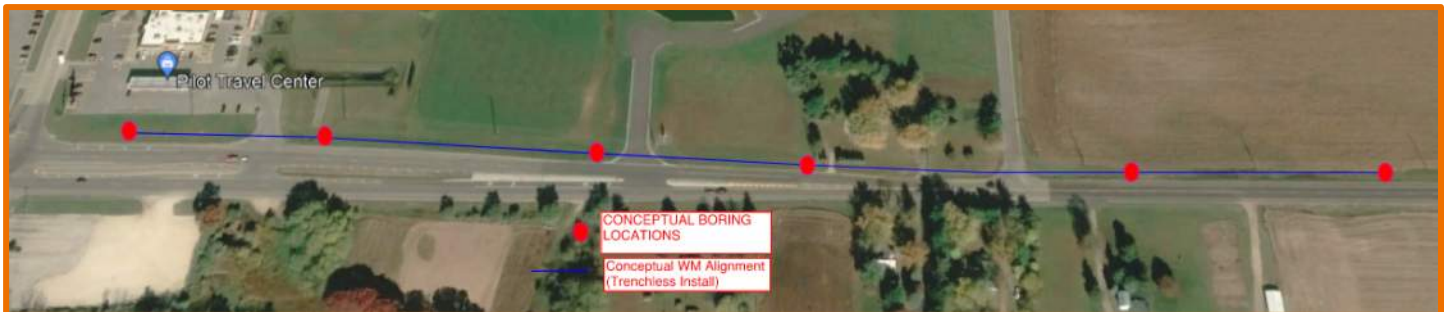 Pilot Travel Center
CONCEPTUAL BORING
LOCATIONS
Conceptual WM Alignment
(Trenchless Install)